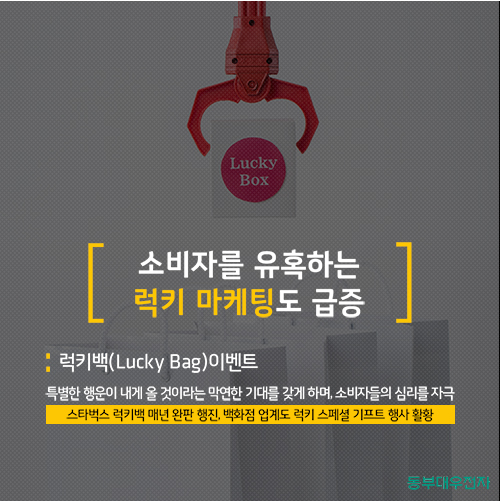 Lucky
Box
소비자를 유혹하는
럭키 마케팅도 급증
럭키백(Lucky Bag)이벤트
특별한 행운이 내게 올 것이라는 막연한 기대를 갖게 하며, 소비자들의 심리를 자극
스타벅스 럭키백 매년 완판 행진, 백화점 업계도 럭키 스페셜 기프트 행사 활황
동부대우전자